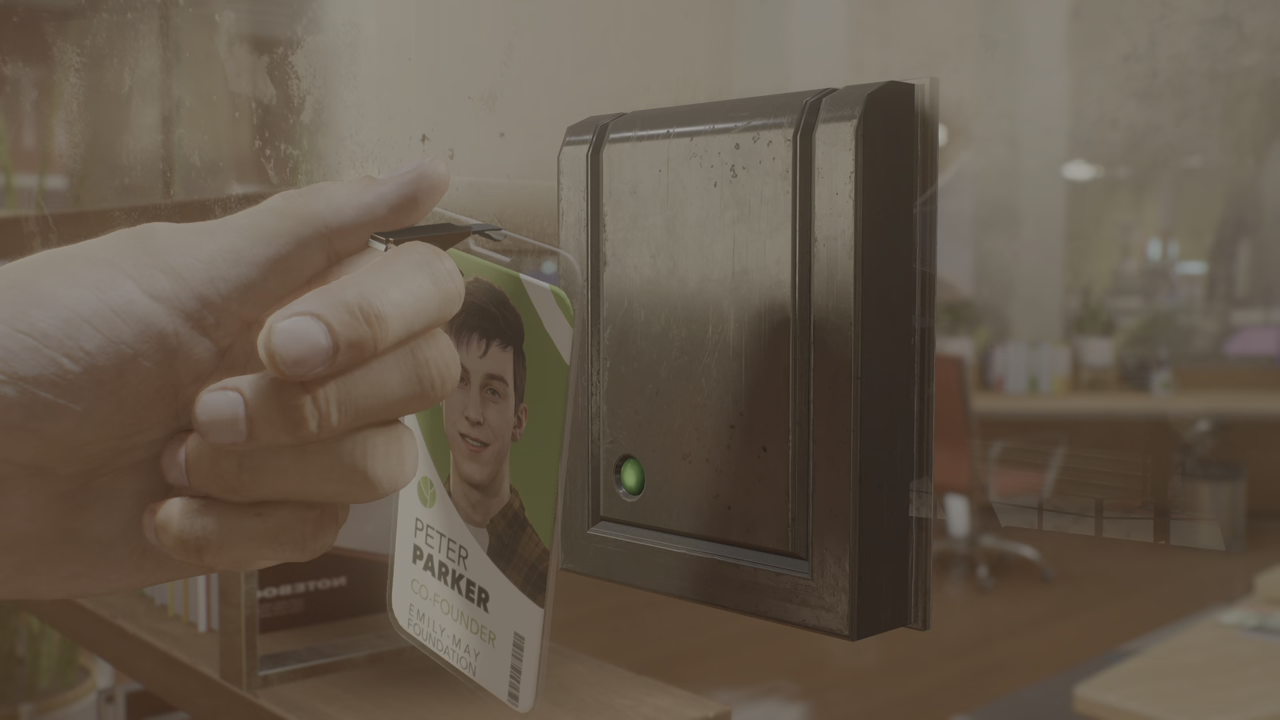 PETER
PARKER
CO-FOUNDER
EMILY-MAY
FOUNDATION